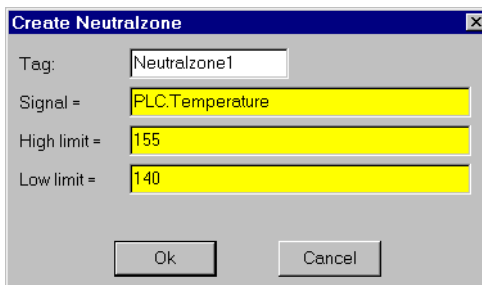 Create Neutralzone
Tag: Neutralzone1
Signal = PLC.Temperature
High limit = 155
Low limit = 140
Ok Cancel